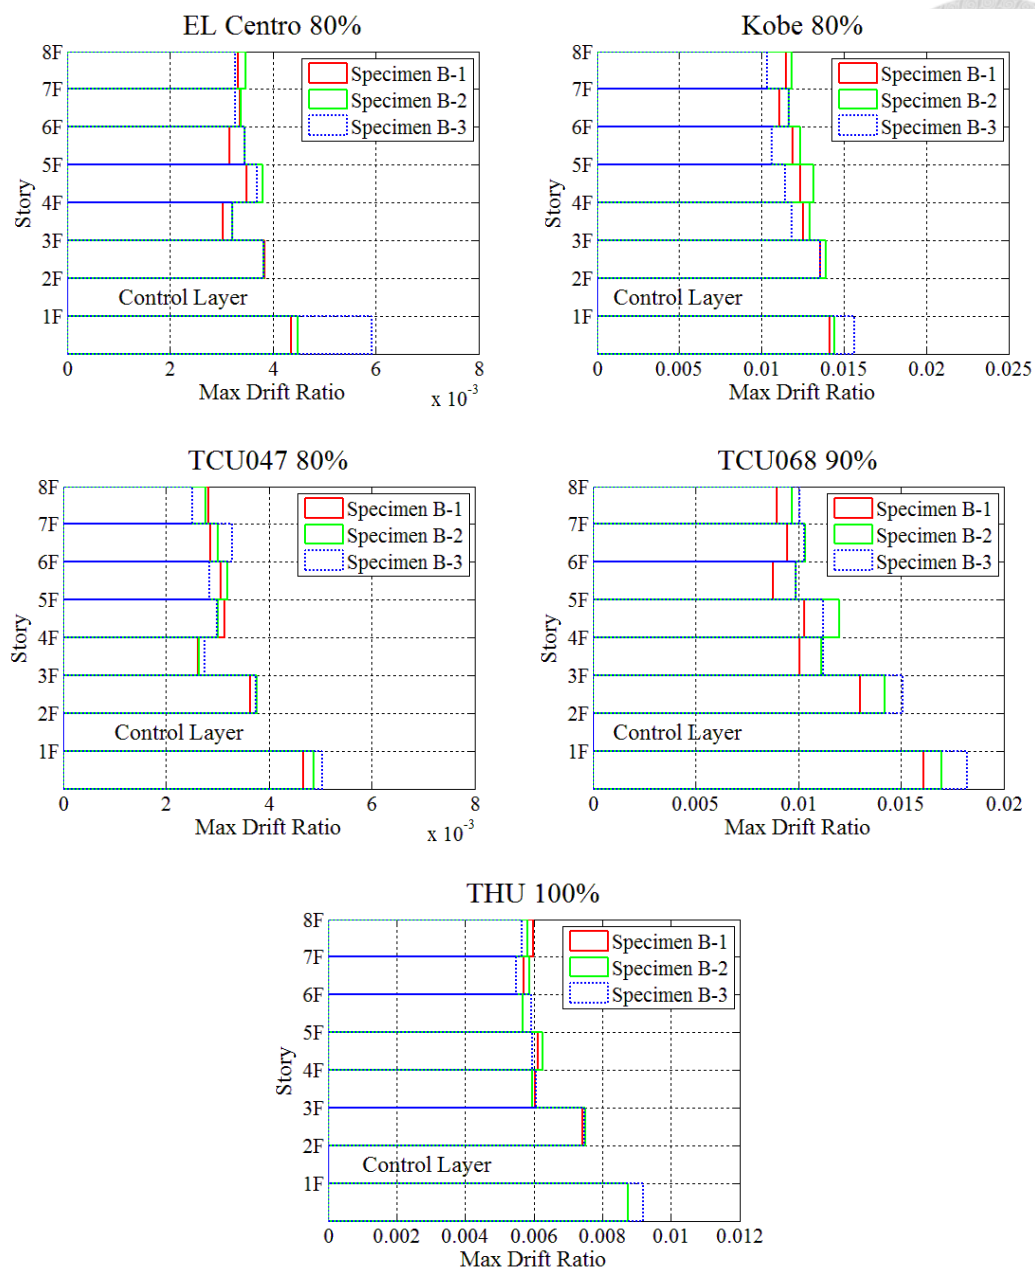 EL Centro 80%
8F
7F
6F
5F
4F
3F
2F
1F
Story
Specimen B-1
Specimen B-2
Specimen B-3
Control Layer
0 2 4 6 8
Max Drift Ratio
x 10-3
Kobe 80%
8F
7F
6F
5F
4F
3F
2F
1F
Story
Specimen B-1
Specimen B-2
Specimen B-3
Control Layer
0 0.005 0.01 0.015 0.02 0.025
Max Drift Ratio
TCU047 80%
8F
7F
6F
5F
4F
3F
2F
1F
Story
Specimen B-1
Specimen B-2
Specimen B-3
Control Layer
0 2 4 6 8
Max Drift Ratio
x 10-3
TCU068 90%
8F
7F
6F
5F
4F
3F
2F
1F
Story
Specimen B-1
Specimen B-2
Specimen B-3
Control Layer
0 0.005 0.01 0.015 0.02
Max Drift Ratio
THU 100%
8F
7F
6F
5F
4F
3F
2F
1F
Story
Specimen B-1
Specimen B-2
Specimen B-3
Control Layer
0 0.002 0.004 0.006 0.008 0.01 0.012
Max Drift Ratio